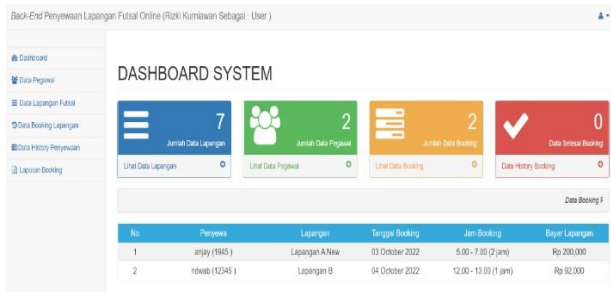 Back-End Penyewaan Lapangan Futsal Online (Rizki Kurniawan Sebagai : User )
Dashboard
Data Pegawai
Data Lapangan Futsal
Data Booking Lapangan
Data History Penyewaan
Laporan Booking
DASHBOARD SYSTEM
7
Jumlah Data Lapangan
Lihat Data Lapangan
2
Jumlah Data Pegawai
Lihat Data Pegawai
2
Jumlah Data Booking
Lihat Data Booking
0
Data Selesai Booking
Data History Booking
Data Booking
No Penyewa Lapangan Tanggal Booking Jam Booking Bayar Lapangan
1 anjay (1945 ) Lapangan A New 03 October 2022 5.00 - 7.00 (2 jam) Rp 200,000
2 (12345 ) Lapangan B 04 October 2022 12.00 - 13.00 (1 jam) Rp 92,000